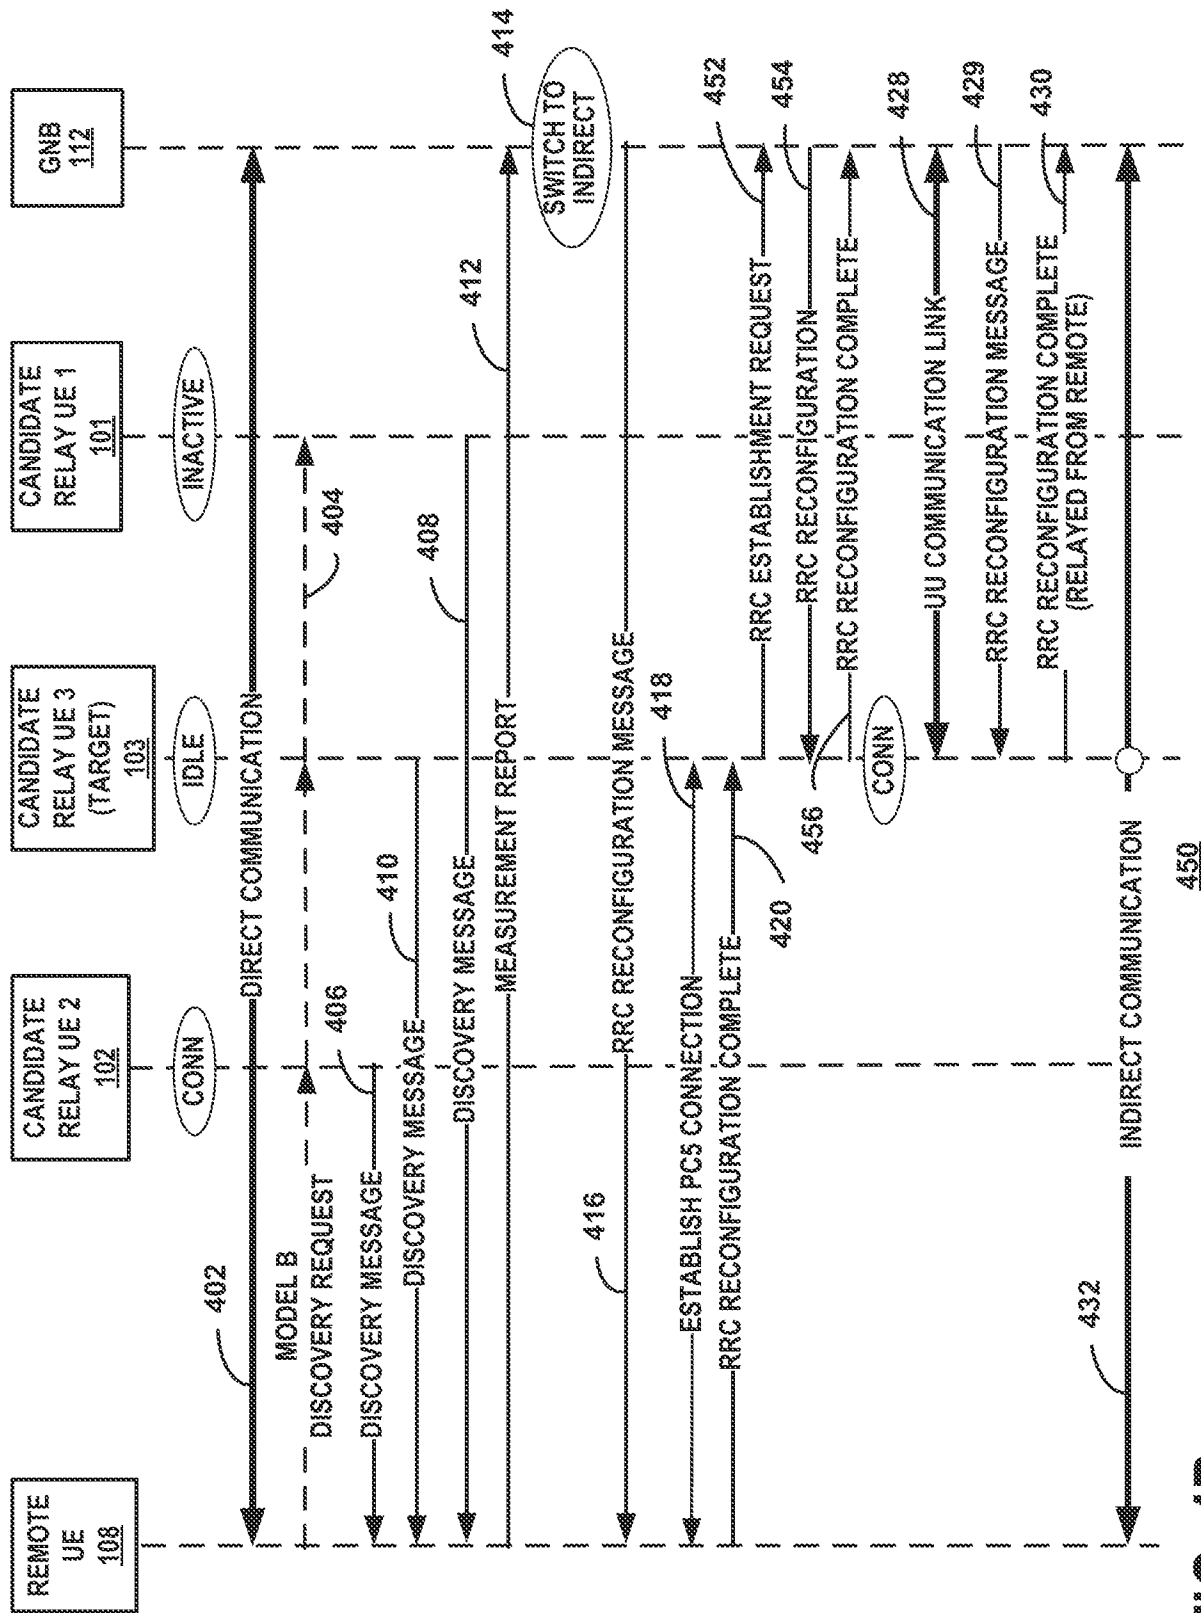 REMOTE
UE
108
CANDIDATE
RELAY UE 2
102
CANDIDATE
RELAY UE 3
(TARGET)
103
CANDIDATE
RELAY UE 1
101
GNB
112
CONN
IDLE
INACTIVE
402
DIRECT COMMUNICATION
MODEL B
DISCOVERY REQUEST
404
DISCOVERY MESSAGE
406
DISCOVERY MESSAGE
410
DISCOVERY MESSAGE
408
MEASUREMENT REPORT
412
SWITCH TO
INDIRECT
414
416
RRC RECONFIGURATION MESSAGE
ESTABLISH PC5 CONNECTION
418
RRC RECONFIGURATION COMPLETE
420
RRC ESTABLISHMENT REQUEST
452
RRC RECONFIGURATION
454
456
RRC RECONFIGURATION COMPLETE
CONN
UU COMMUNICATION LINK
428
RRC RECONFIGURATION MESSAGE
429
RRC RECONFIGURATION COMPLETE
(RELAYED FROM REMOTE)
430
432
INDIRECT COMMUNICATION
450